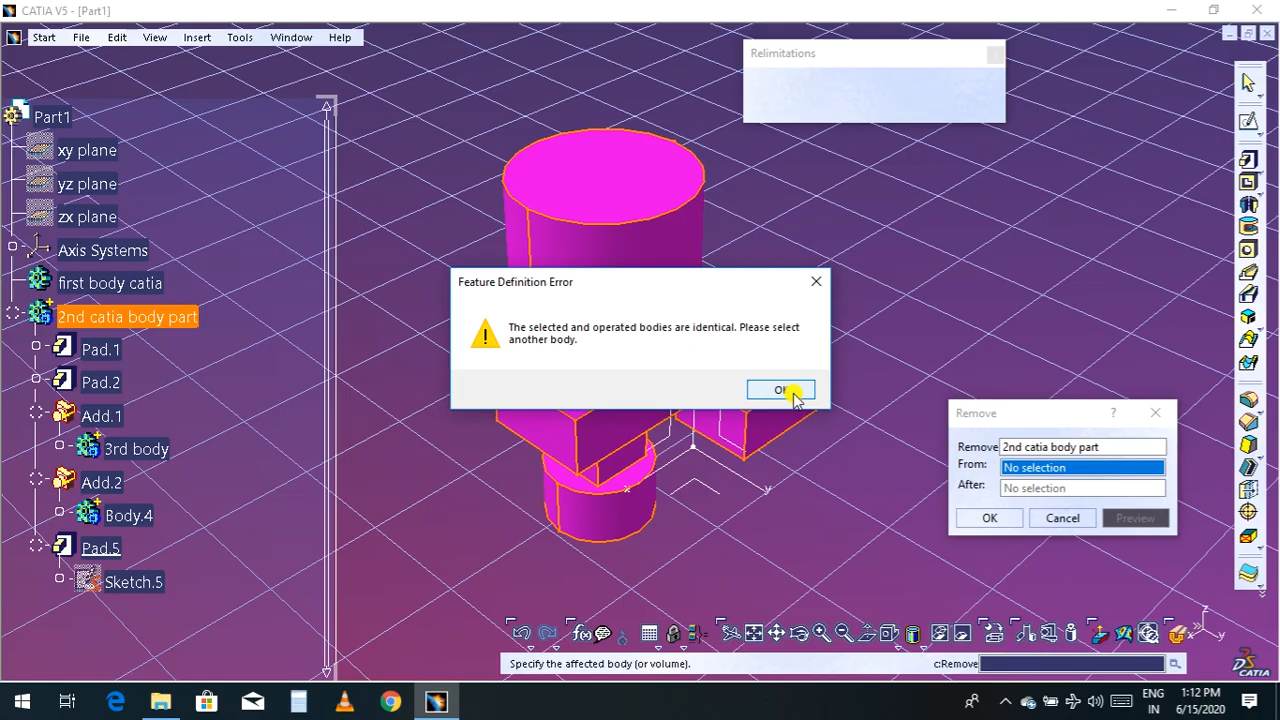 CATIA V5 - [Part1]
Start File Edit View Insert Tools Window Help
Relimitations
Part1
xy plane
yz plane
zx plane
Axis Systems
first body catia
2nd catia body part
Pad.1
Pad.2
Add.1
3rd body
Add.2
Body.4
Pad.5
Sketch.5
Feature Definition Error
The selected and operated bodies are identical. Please select
another body.
Remove
?
Remove 2nd catia body part
From: No selection
After: No selection
OK Cancel Preview
x
y
z
x
y
Specify the affected body (or volume).
c:Remove
CATIA
ENG
IN
1:12 PM
6/15/2020